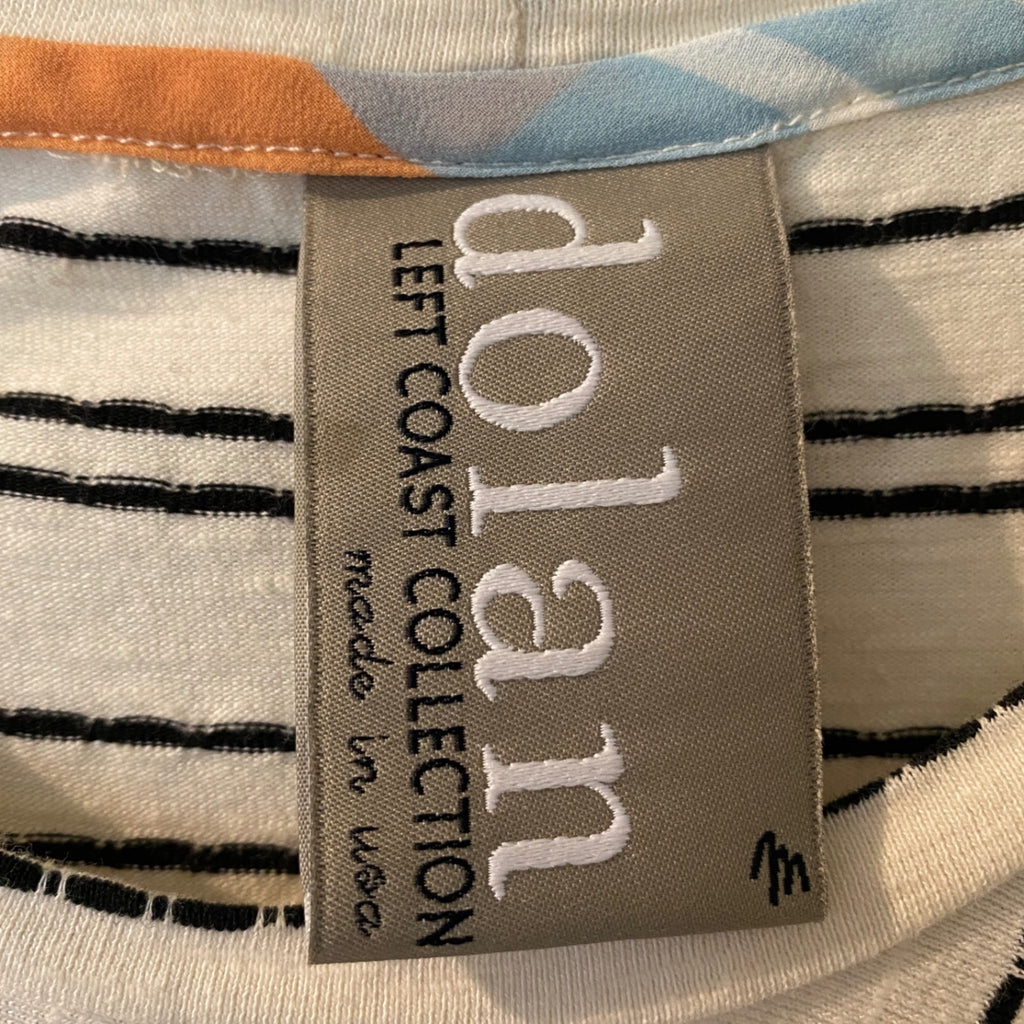 m
dolan
LEFT COAST COLLECTION
made in usa